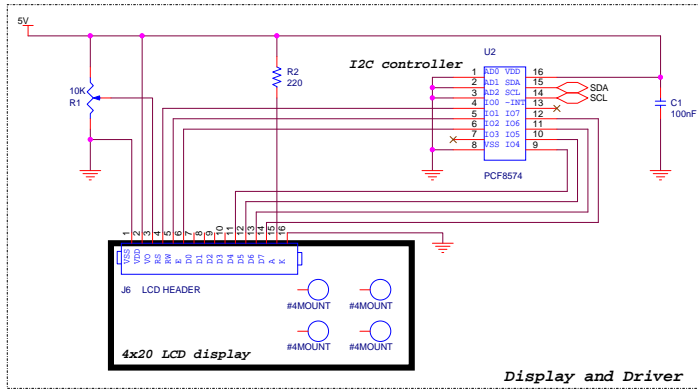 5V
U2
I2C controller
10K
R1
R2
220
1 AD0 VDD 16
2 AD1 SDA 15
3 AD2 SCL 14
4 IO0 -INT 13
5 IO1 IO7 12
6 IO2 IO6 11
7 IO3 IO5 10
8 VSS IO4 9
SDA
SCL
C1
100nF
PCF8574
1 2 3 4 5 6 7 8 9 10 11 12 13 14 15 16
VSS VDD VO RS RW E D0 D1 D2 D3 D4 D5 D6 D7 A K
J6 LCD HEADER
#4MOUNT #4MOUNT
#4MOUNT #4MOUNT
4x20 LCD display
Display and Driver